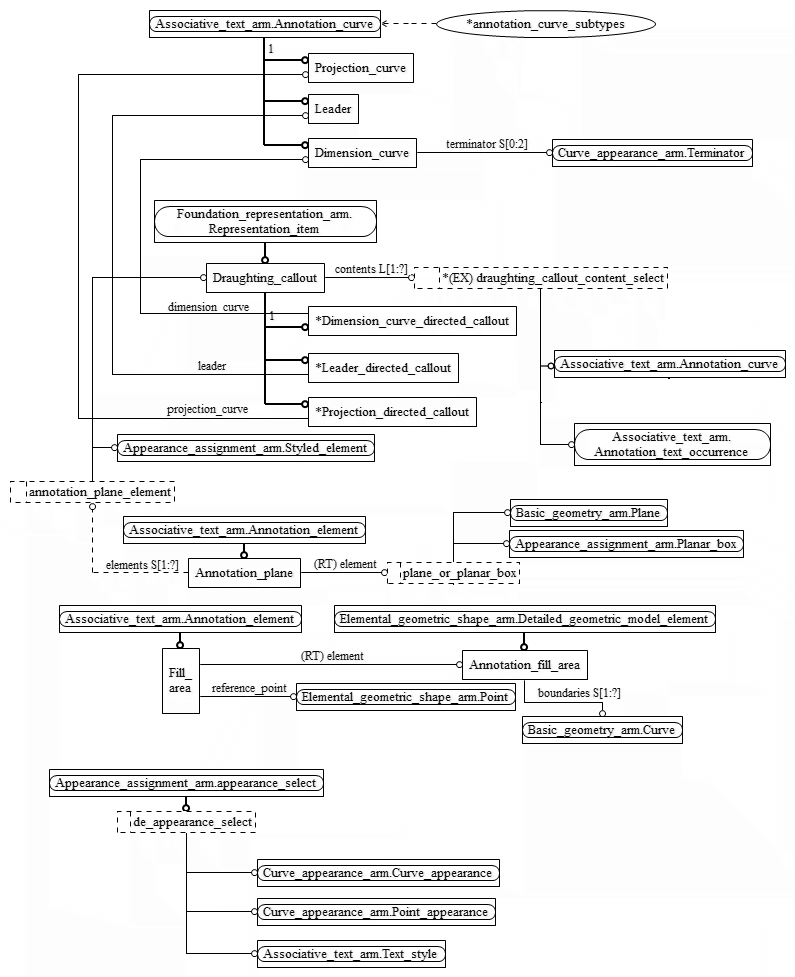 Associative_text_arm.Annotation_curve
*annotation_curve_subtypes
1
Projection_curve
Leader
Dimension_curve
terminator S[0:2]
Curve_appearance_arm.Terminator
Foundation_representation_arm.
Representation_item
Draughting_callout
contents L[1:?]
*(EX) draughting_callout_content_select
dimension_curve
1
*Dimension_curve_directed_callout
leader
*Leader_directed_callout
Associative_text_arm.Annotation_curve
projection_curve
*Projection_directed_callout
Appearance_assignment_arm.Styled_element
Associative_text_arm.
Annotation_text_occurrence
annotation_plane_element
Associative_text_arm.Annotation_element
Basic_geometry_arm.Plane
Appearance_assignment_arm.Planar_box
elements S[1:?]
Annotation_plane
(RT) element
plane_or_planar_box
Associative_text_arm.Annotation_element
Elemental_geometric_shape_arm.Detailed_geometric_model_element
Fill_
area
(RT) element
Annotation_fill_area
reference_point
Elemental_geometric_shape_arm.Point
boundaries S[1:?]
Basic_geometry_arm.Curve
Appearance_assignment_arm.appearance_select
de_appearance_select
Curve_appearance_arm.Curve_appearance
Curve_appearance_arm.Point_appearance
Associative_text_arm.Text_style